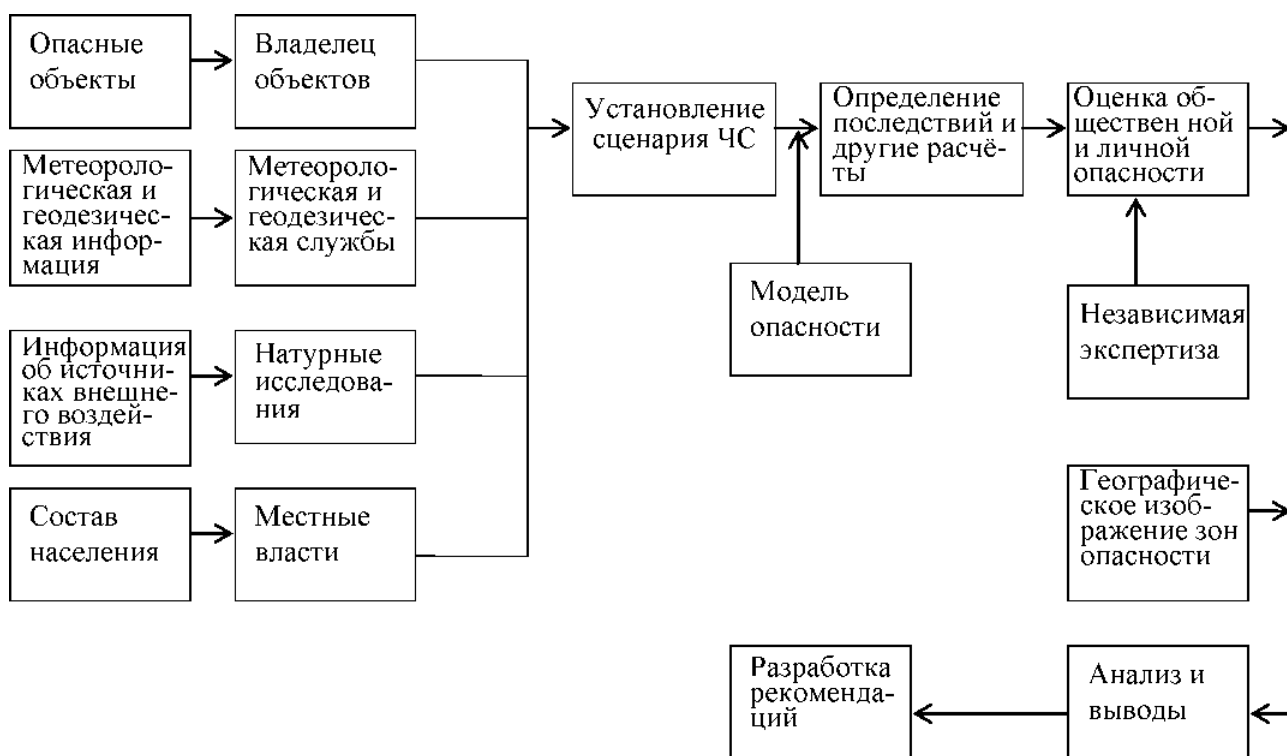 Опасные
объекты
Владелец
объектов
Установление
сценария ЧС
Определение
последствий и
другие расчё-
ты
Оценка об-
ществен ной
и личной
опасности
Метеороло-
гическая и
геодезичес-
кая инфор-
мация
Метеороло-
гическая и
геодезичес-
кая службы
Модель
опасности
Независимая
экспертиза
Информация
об источни-
ках внешне-
го воздей-
ствия
Натурные
исследова-
ния
Состав
населения
Местные
власти
Географиче-
ское изоб-
ражение зон
опасности
Разработка
рекоменда-
ций
Анализ и
выводы